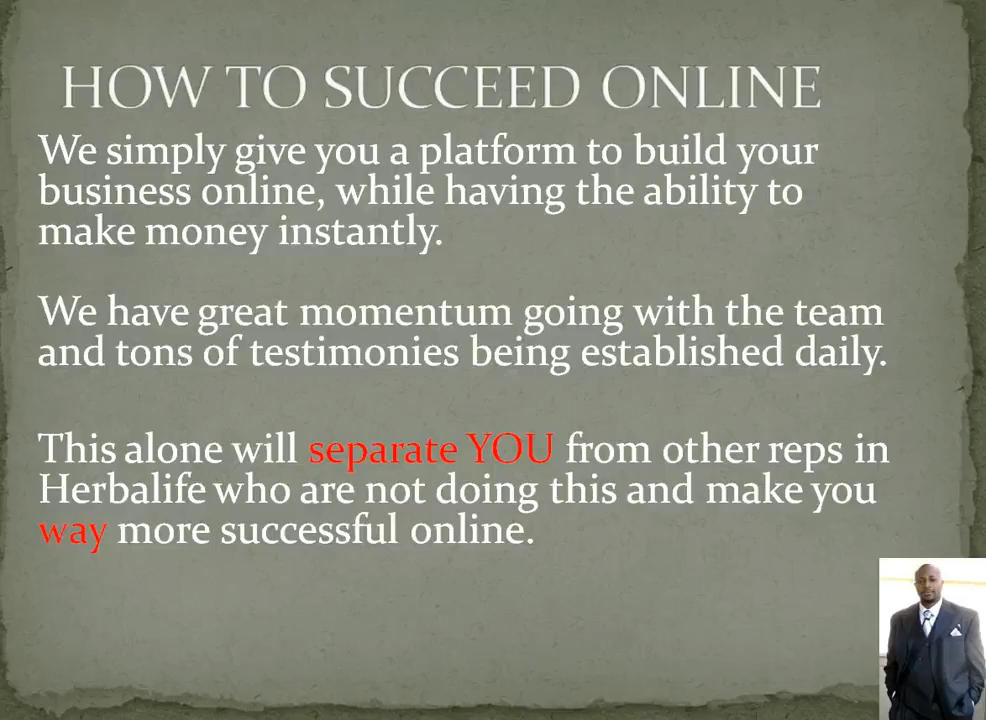 HOW TO SUCCEED ONLINE
We simply give you a platform to build your
business online, while having the ability to
make money instantly.
We have great momentum going with the team
and tons of testimonies being established daily.
This alone will separate YOU from other reps in
Herbalife who are not doing this and make you
way more successful online.